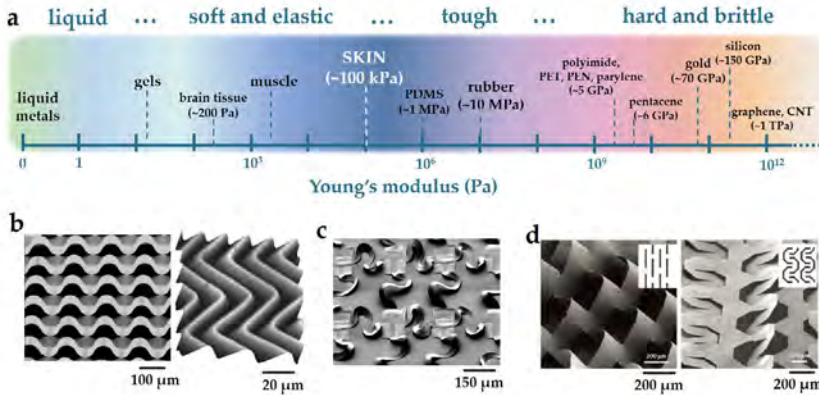 a liquid ... soft and elastic ... tough ... hard and brittle
liquid
metals
gels
brain tissue
(~200 Pa)
muscle
SKIN
(~100 kPa)
PDMS
(~1 MPa)
rubber
(~10 MPa)
polyimide,
PET, PEN, parylene
(~5 GPa)
pentacene
(~6 GPa)
gold
(~70 GPa)
silicon
(~150 GPa)
graphene, CNT
(~1 TPa)
0 1 10³ 10⁶ 10⁹ 10¹²
Young's modulus (Pa)
b
100 µm
20 µm
c
150 µm
d
200 µm
200 µm
200 µm